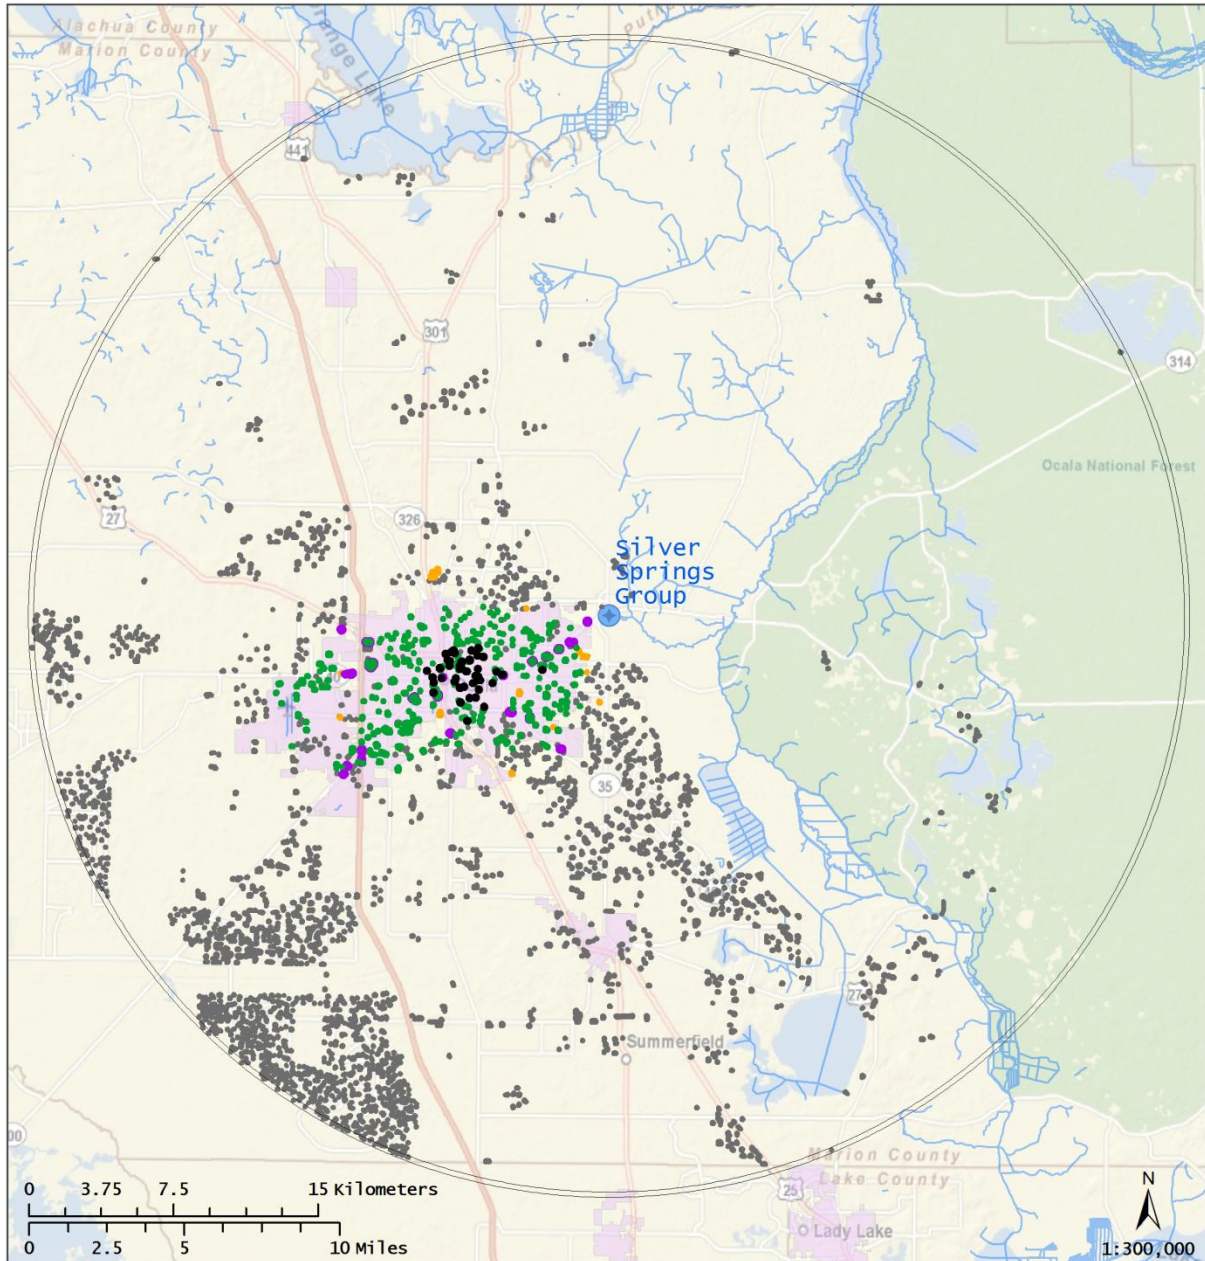 Alachua County
Marion County
Orange Lake
Putn
441
301
314
Ocala National Forest
27
326
Silver
Springs
Group
35
27
Summerfield
Marion County
Lake County
25
Lady Lake
0 3.75 7.5 15 Kilometers
0 2.5 5 10 Miles
N
1:300,000